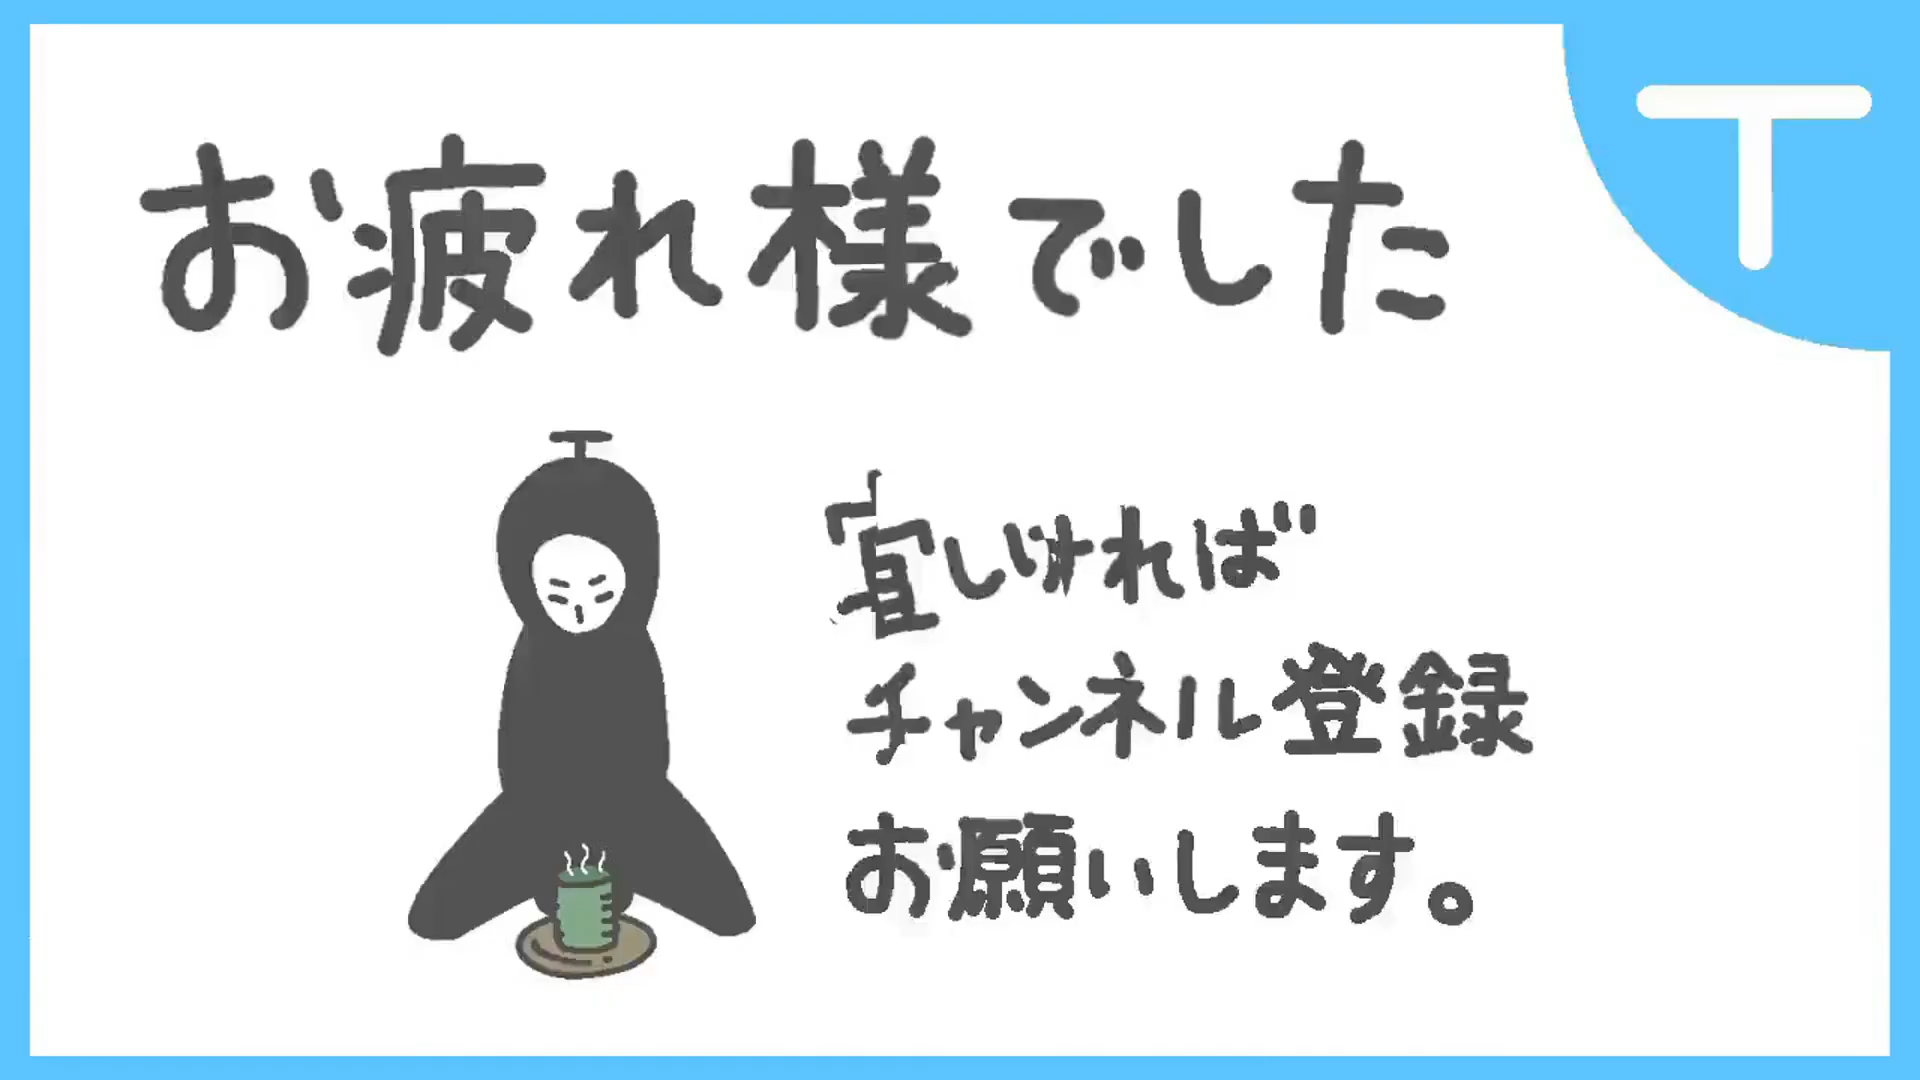 T
お疲れ様でした
宜しければ
チャンネル登録
お願いします。